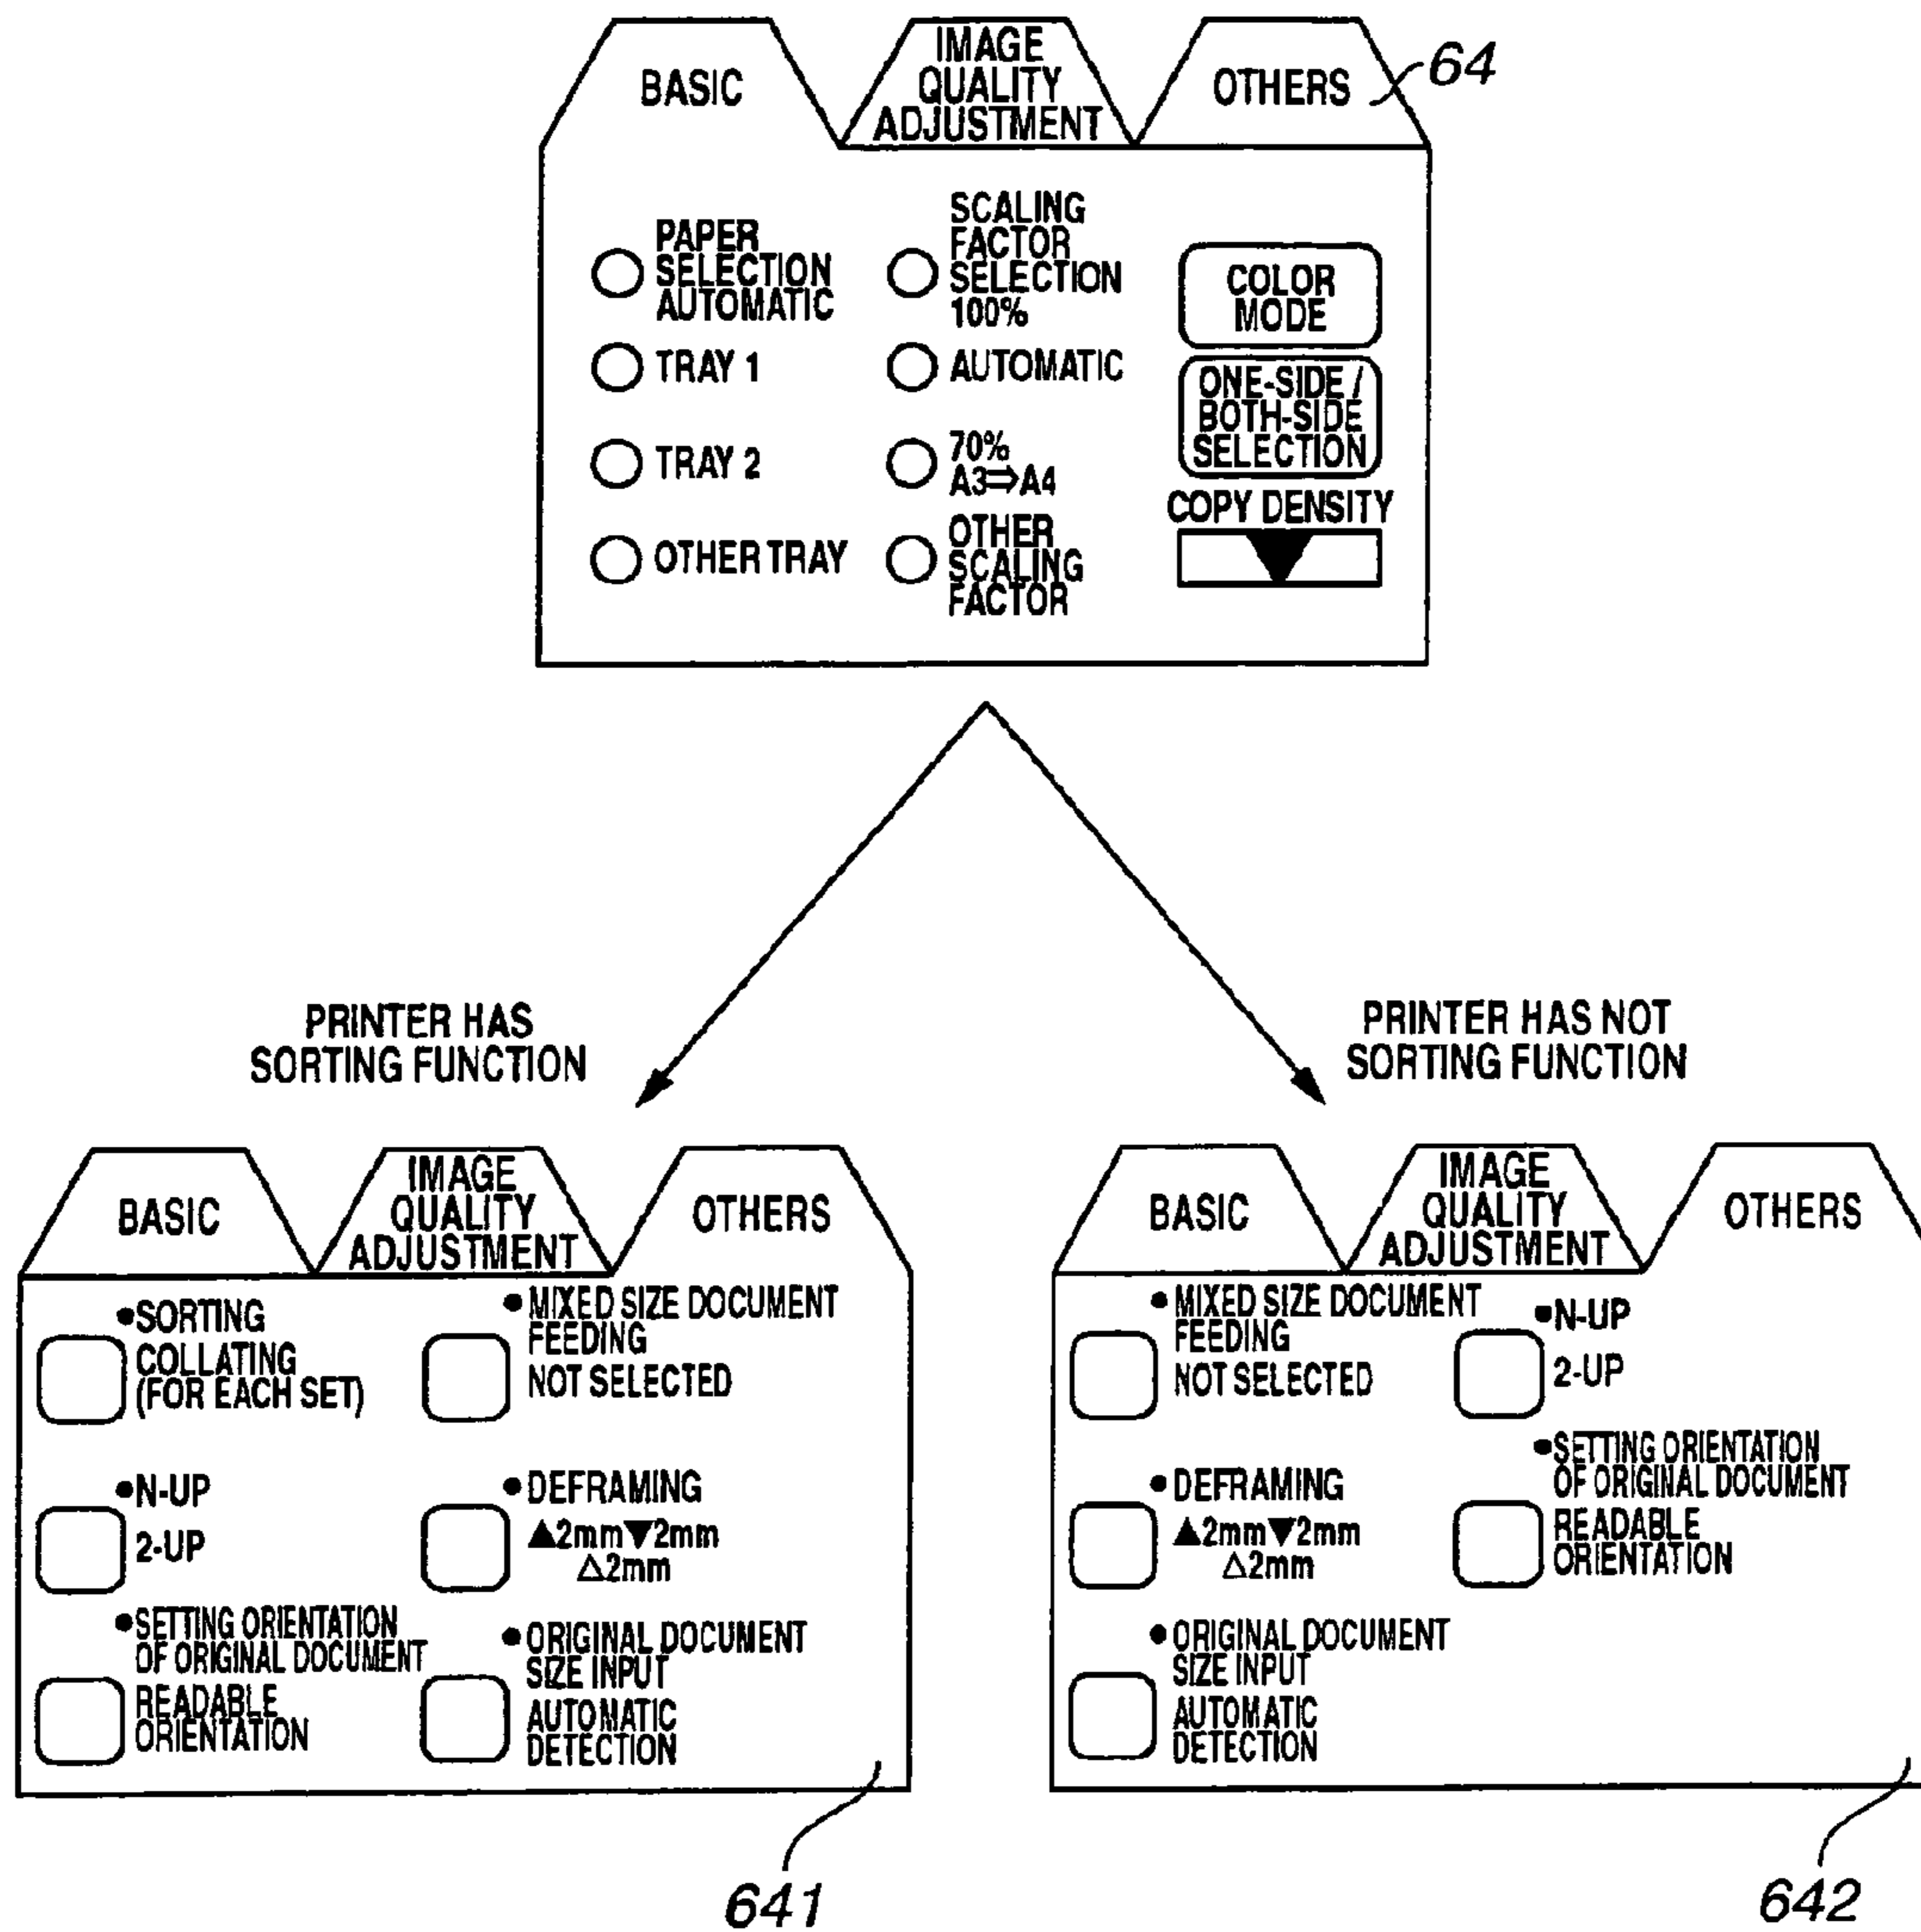 BASIC
IMAGE
QUALITY
ADJUSTMENT
OTHERS
64
PAPER
SELECTION
AUTOMATIC
TRAY 1
TRAY 2
OTHER TRAY
SCALING
FACTOR
SELECTION
100%
AUTOMATIC
70%
A3⇒A4
OTHER
SCALING
FACTOR
COLOR
MODE
ONE-SIDE /
BOTH-SIDE
SELECTION
COPY DENSITY
PRINTER HAS
SORTING FUNCTION
PRINTER HAS NOT
SORTING FUNCTION
BASIC
IMAGE
QUALITY
ADJUSTMENT
OTHERS
•SORTING
COLLATING
(FOR EACH SET)
•N-UP
2-UP
•SETTING ORIENTATION
OF ORIGINAL DOCUMENT
READABLE
ORIENTATION
•MIXED SIZE DOCUMENT
FEEDING
NOT SELECTED
•DEFRAMING
▲2mm▼2mm
△2mm
•ORIGINAL DOCUMENT
SIZE INPUT
AUTOMATIC
DETECTION
641
BASIC
IMAGE
QUALITY
ADJUSTMENT
OTHERS
•MIXED SIZE DOCUMENT
FEEDING
NOT SELECTED
•DEFRAMING
▲2mm▼2mm
△2mm
•ORIGINAL DOCUMENT
SIZE INPUT
AUTOMATIC
DETECTION
•N-UP
2-UP
•SETTING ORIENTATION
OF ORIGINAL DOCUMENT
READABLE
ORIENTATION
642